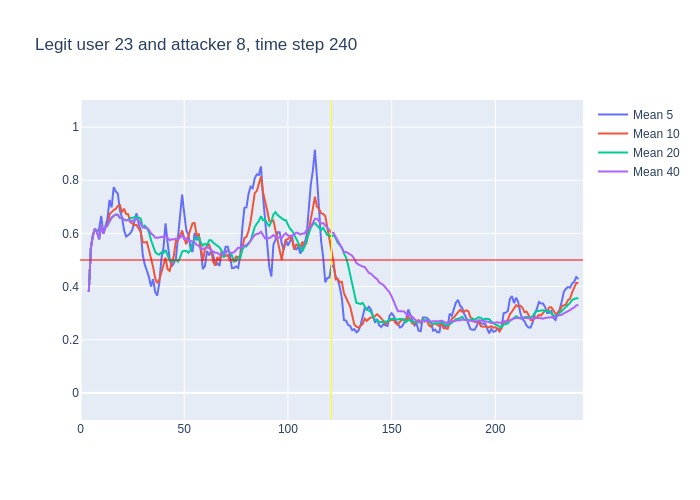 Legit user 23 and attacker 8, time step 240
Mean 5
Mean 10
Mean 20
Mean 40
1
0.8
0.6
0.4
0.2
0
0 50 100 150 200